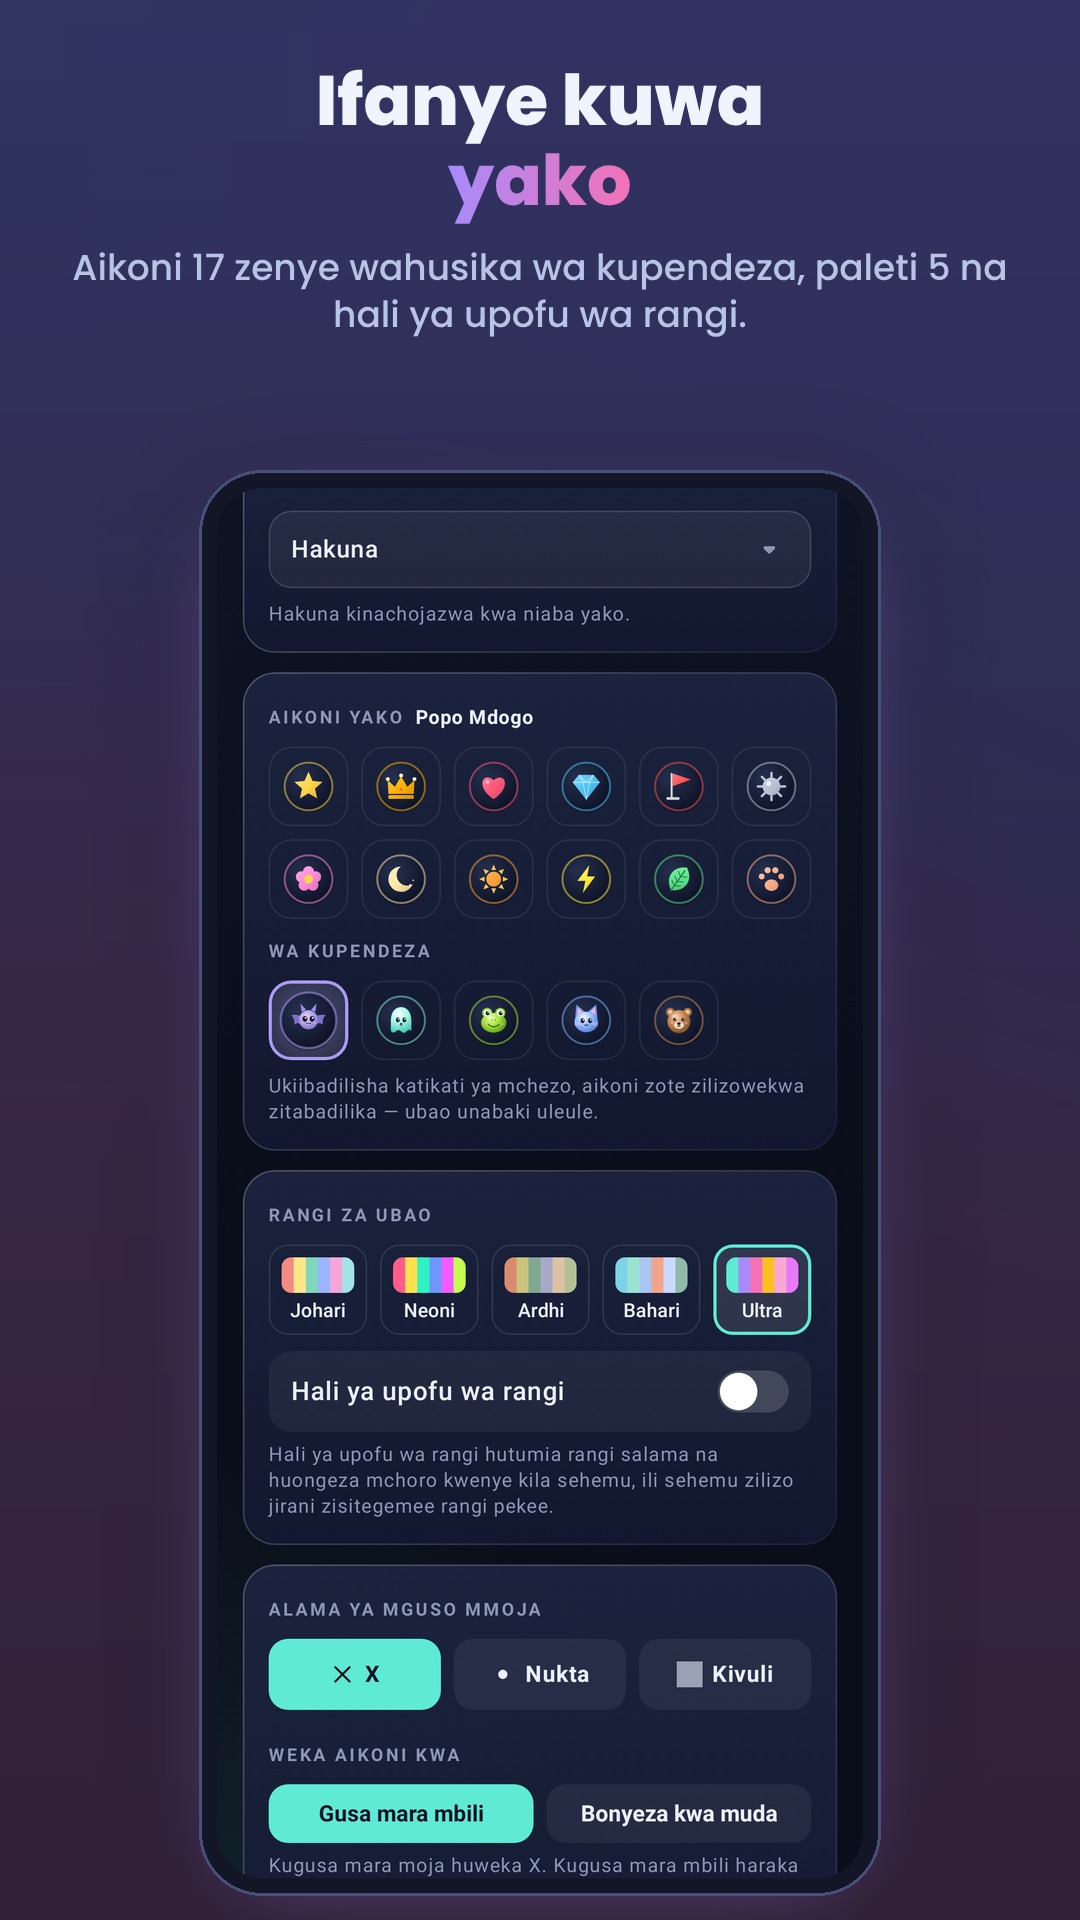 Ifanye kuwa
yako
Aikoni 17 zenye wahusika wa kupendeza, paleti 5 na
hali ya upofu wa rangi.
Hakuna
Hakuna kinachojazwa kwa niaba yako.
AIKONI YAKO Popo Mdogo
WA KUPENDEZA
Ukiibadilisha katikati ya mchezo, aikoni zote zilizowekwa
zitabadilika — ubao unabaki uleule.
RANGI ZA UBAO
Johari Neoni Ardhi Bahari Ultra
Hali ya upofu wa rangi
Hali ya upofu wa rangi hutumia rangi salama na
huongeza mchoro kwenye kila sehemu, ili sehemu zilizo
jirani zisitegemee rangi pekee.
ALAMA YA MGUSO MMOJA
X Nukta Kivuli
WEKA AIKONI KWA
Gusa mara mbili Bonyeza kwa muda
Kugusa mara moja huweka X. Kugusa mara mbili haraka